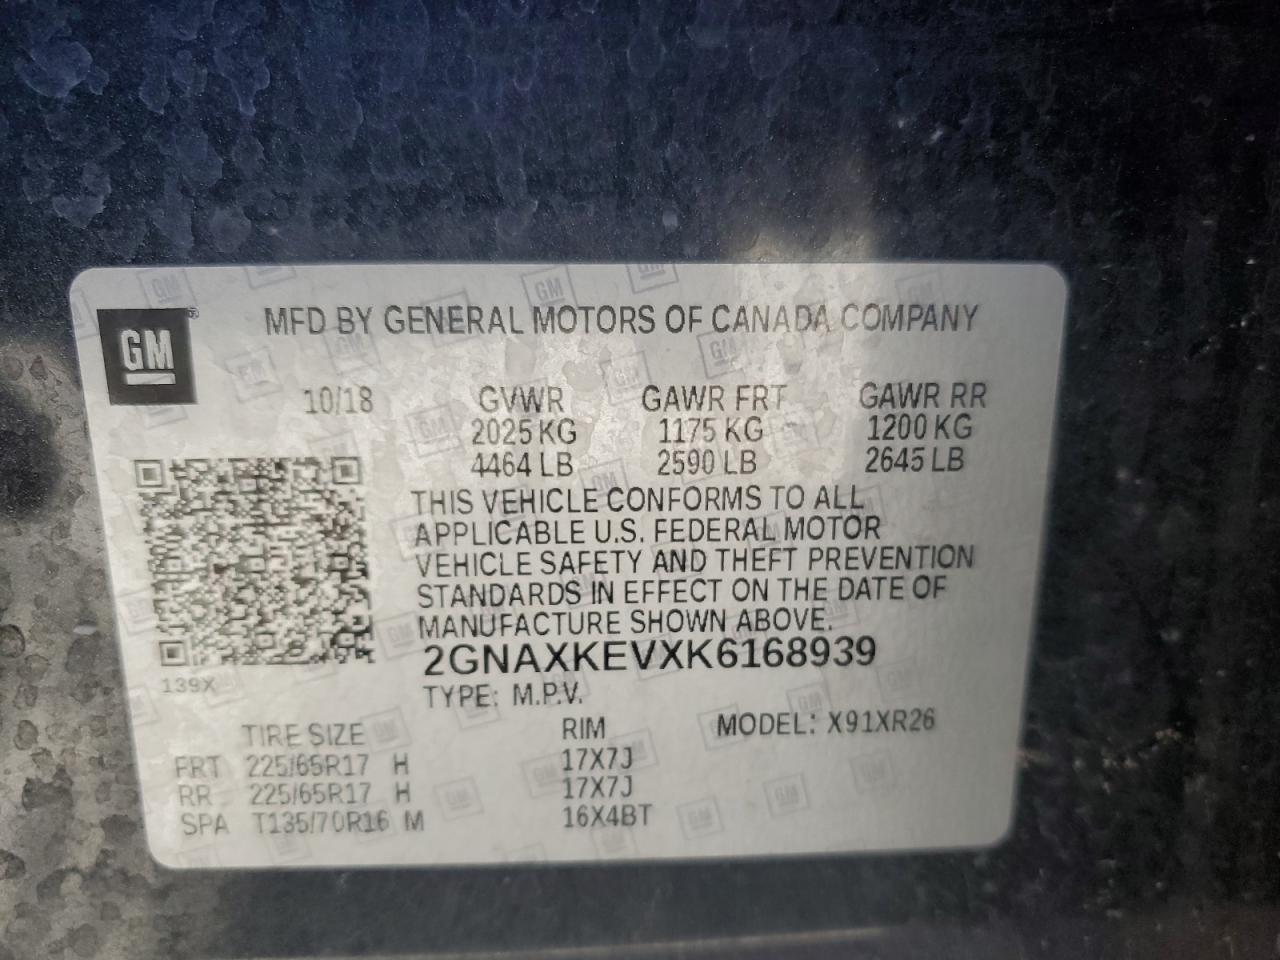 GM
MFD BY GENERAL MOTORS OF CANADA COMPANY
10/18 GVWR GAWR FRT GAWR RR
2025 KG 1175 KG 1200 KG
4464 LB 2590 LB 2645 LB
THIS VEHICLE CONFORMS TO ALL
APPLICABLE U.S. FEDERAL MOTOR
VEHICLE SAFETY AND THEFT PREVENTION
STANDARDS IN EFFECT ON THE DATE OF
MANUFACTURE SHOWN ABOVE.
2GNAXKEVXK6168939
139X
TYPE: M.P.V.
TIRE SIZE RIM MODEL: X91XR26
FRT 225/65R17 H 17X7J
RR 225/65R17 H 17X7J
SPA T135/70R16 M 16X4BT